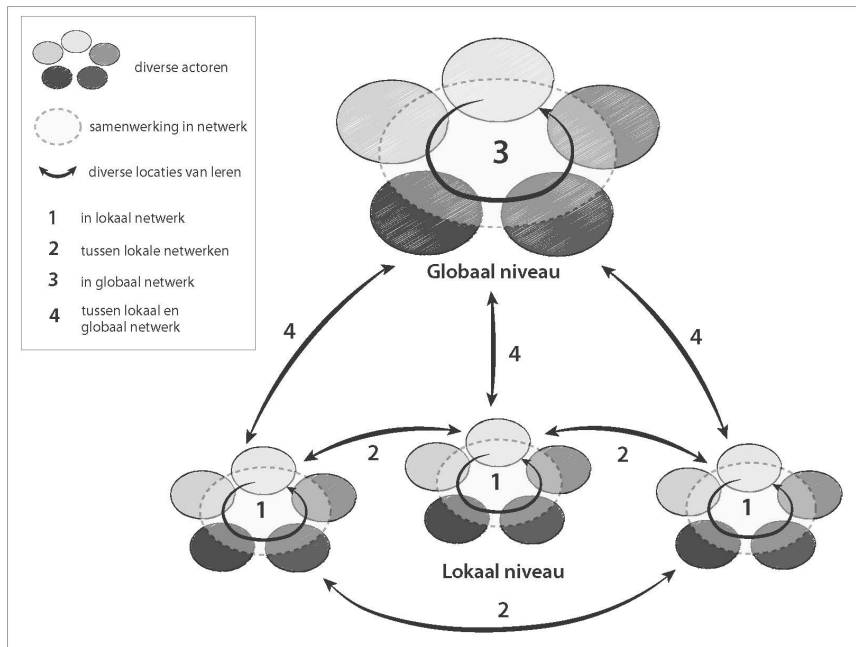 diverse actoren
samenwerking in netwerk
diverse locaties van leren
1 in lokaal netwerk
2 tussen lokale netwerken
3 in globaal netwerk
4 tussen lokaal en
globaal netwerk
3
Globaal niveau
4
4
4
2
2
1
1
1
Lokaal niveau
2